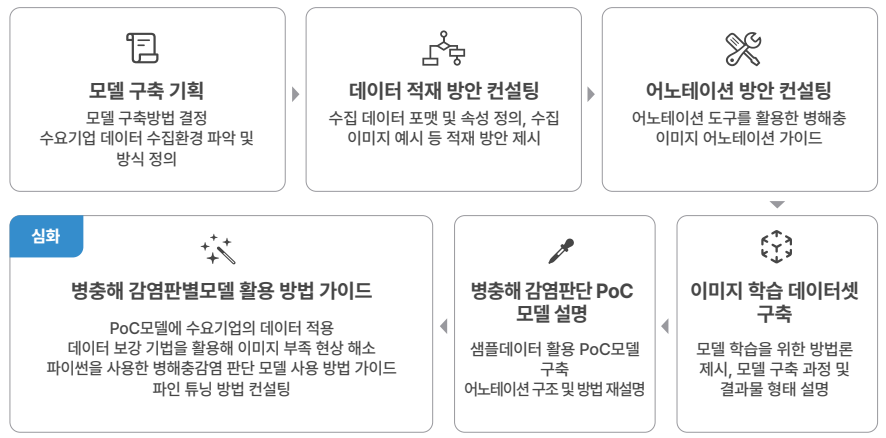 모델 구축 기획
모델 구축방법 결정
수요기업 데이터 수집환경 파악 및
방식 정의
데이터 적재 방안 컨설팅
수집 데이터 포맷 및 속성 정의, 수집
이미지 예시 등 적재 방안 제시
어노테이션 방안 컨설팅
어노테이션 도구를 활용한 병해충
이미지 어노테이션 가이드
이미지 학습 데이터셋
구축
모델 학습을 위한 방법론
제시, 모델 구축 과정 및
결과물 형태 설명
병충해 감염판단 PoC
모델 설명
샘플데이터 활용 PoC모델
구축
어노테이션 구조 및 방법 재설명
심화
병충해 감염판별모델 활용 방법 가이드
PoC모델에 수요기업의 데이터 적용
데이터 보강 기법을 활용해 이미지 부족 현상 해소
파이썬을 사용한 병해충감염 판단 모델 사용 방법 가이드
파인 튜닝 방법 컨설팅